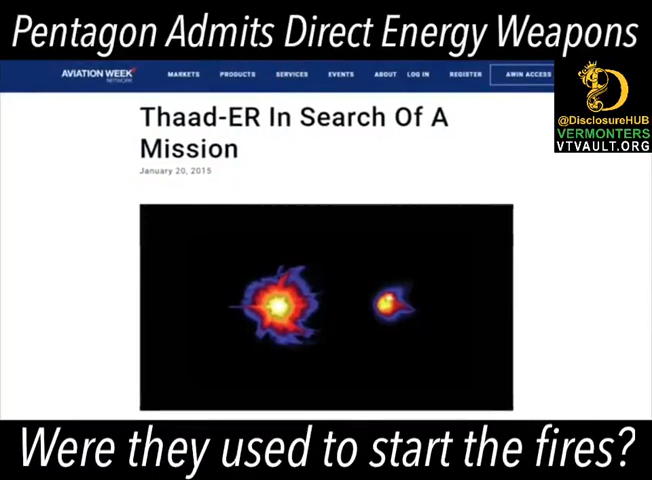 Pentagon Admits Direct Energy Weapons
AVIATION WEEK
NETWORK
MARKETS PRODUCTS SERVICES EVENTS ABOUT LOG IN REGISTER AWIN ACCESS
@DisclosureHUB
VERMONTERS
VTVAULT.ORG
Thaad-ER In Search Of A
Mission
January 20, 2015
Were they used to start the fires?